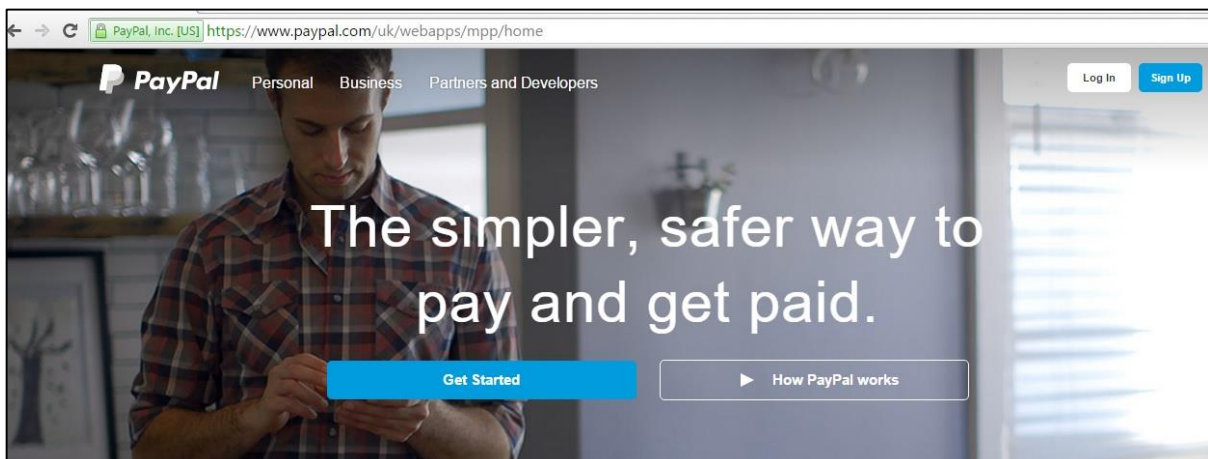 PayPal, Inc. [US] https://www.paypal.com/uk/webapps/mpp/home
PayPal Personal Business Partners and Developers Log In Sign Up
The simpler, safer way to
pay and get paid.
Get Started How PayPal works